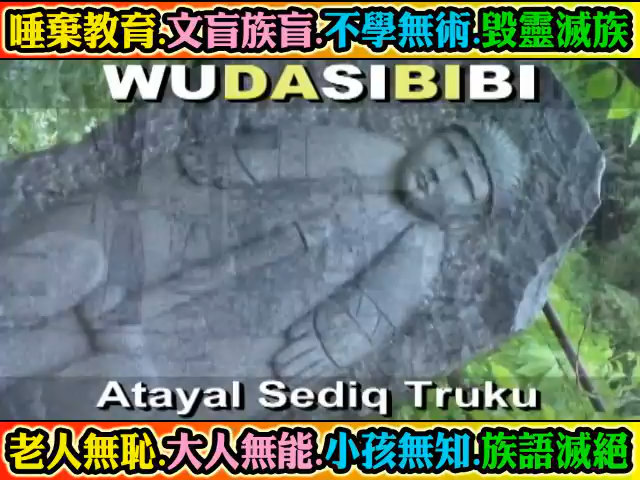 唾棄教育.文盲族盲.不學無術.毀靈滅族
WUDASIBIBI
Atayal Sediq Truku
老人無恥.大人無能.小孩無知.族語滅絕